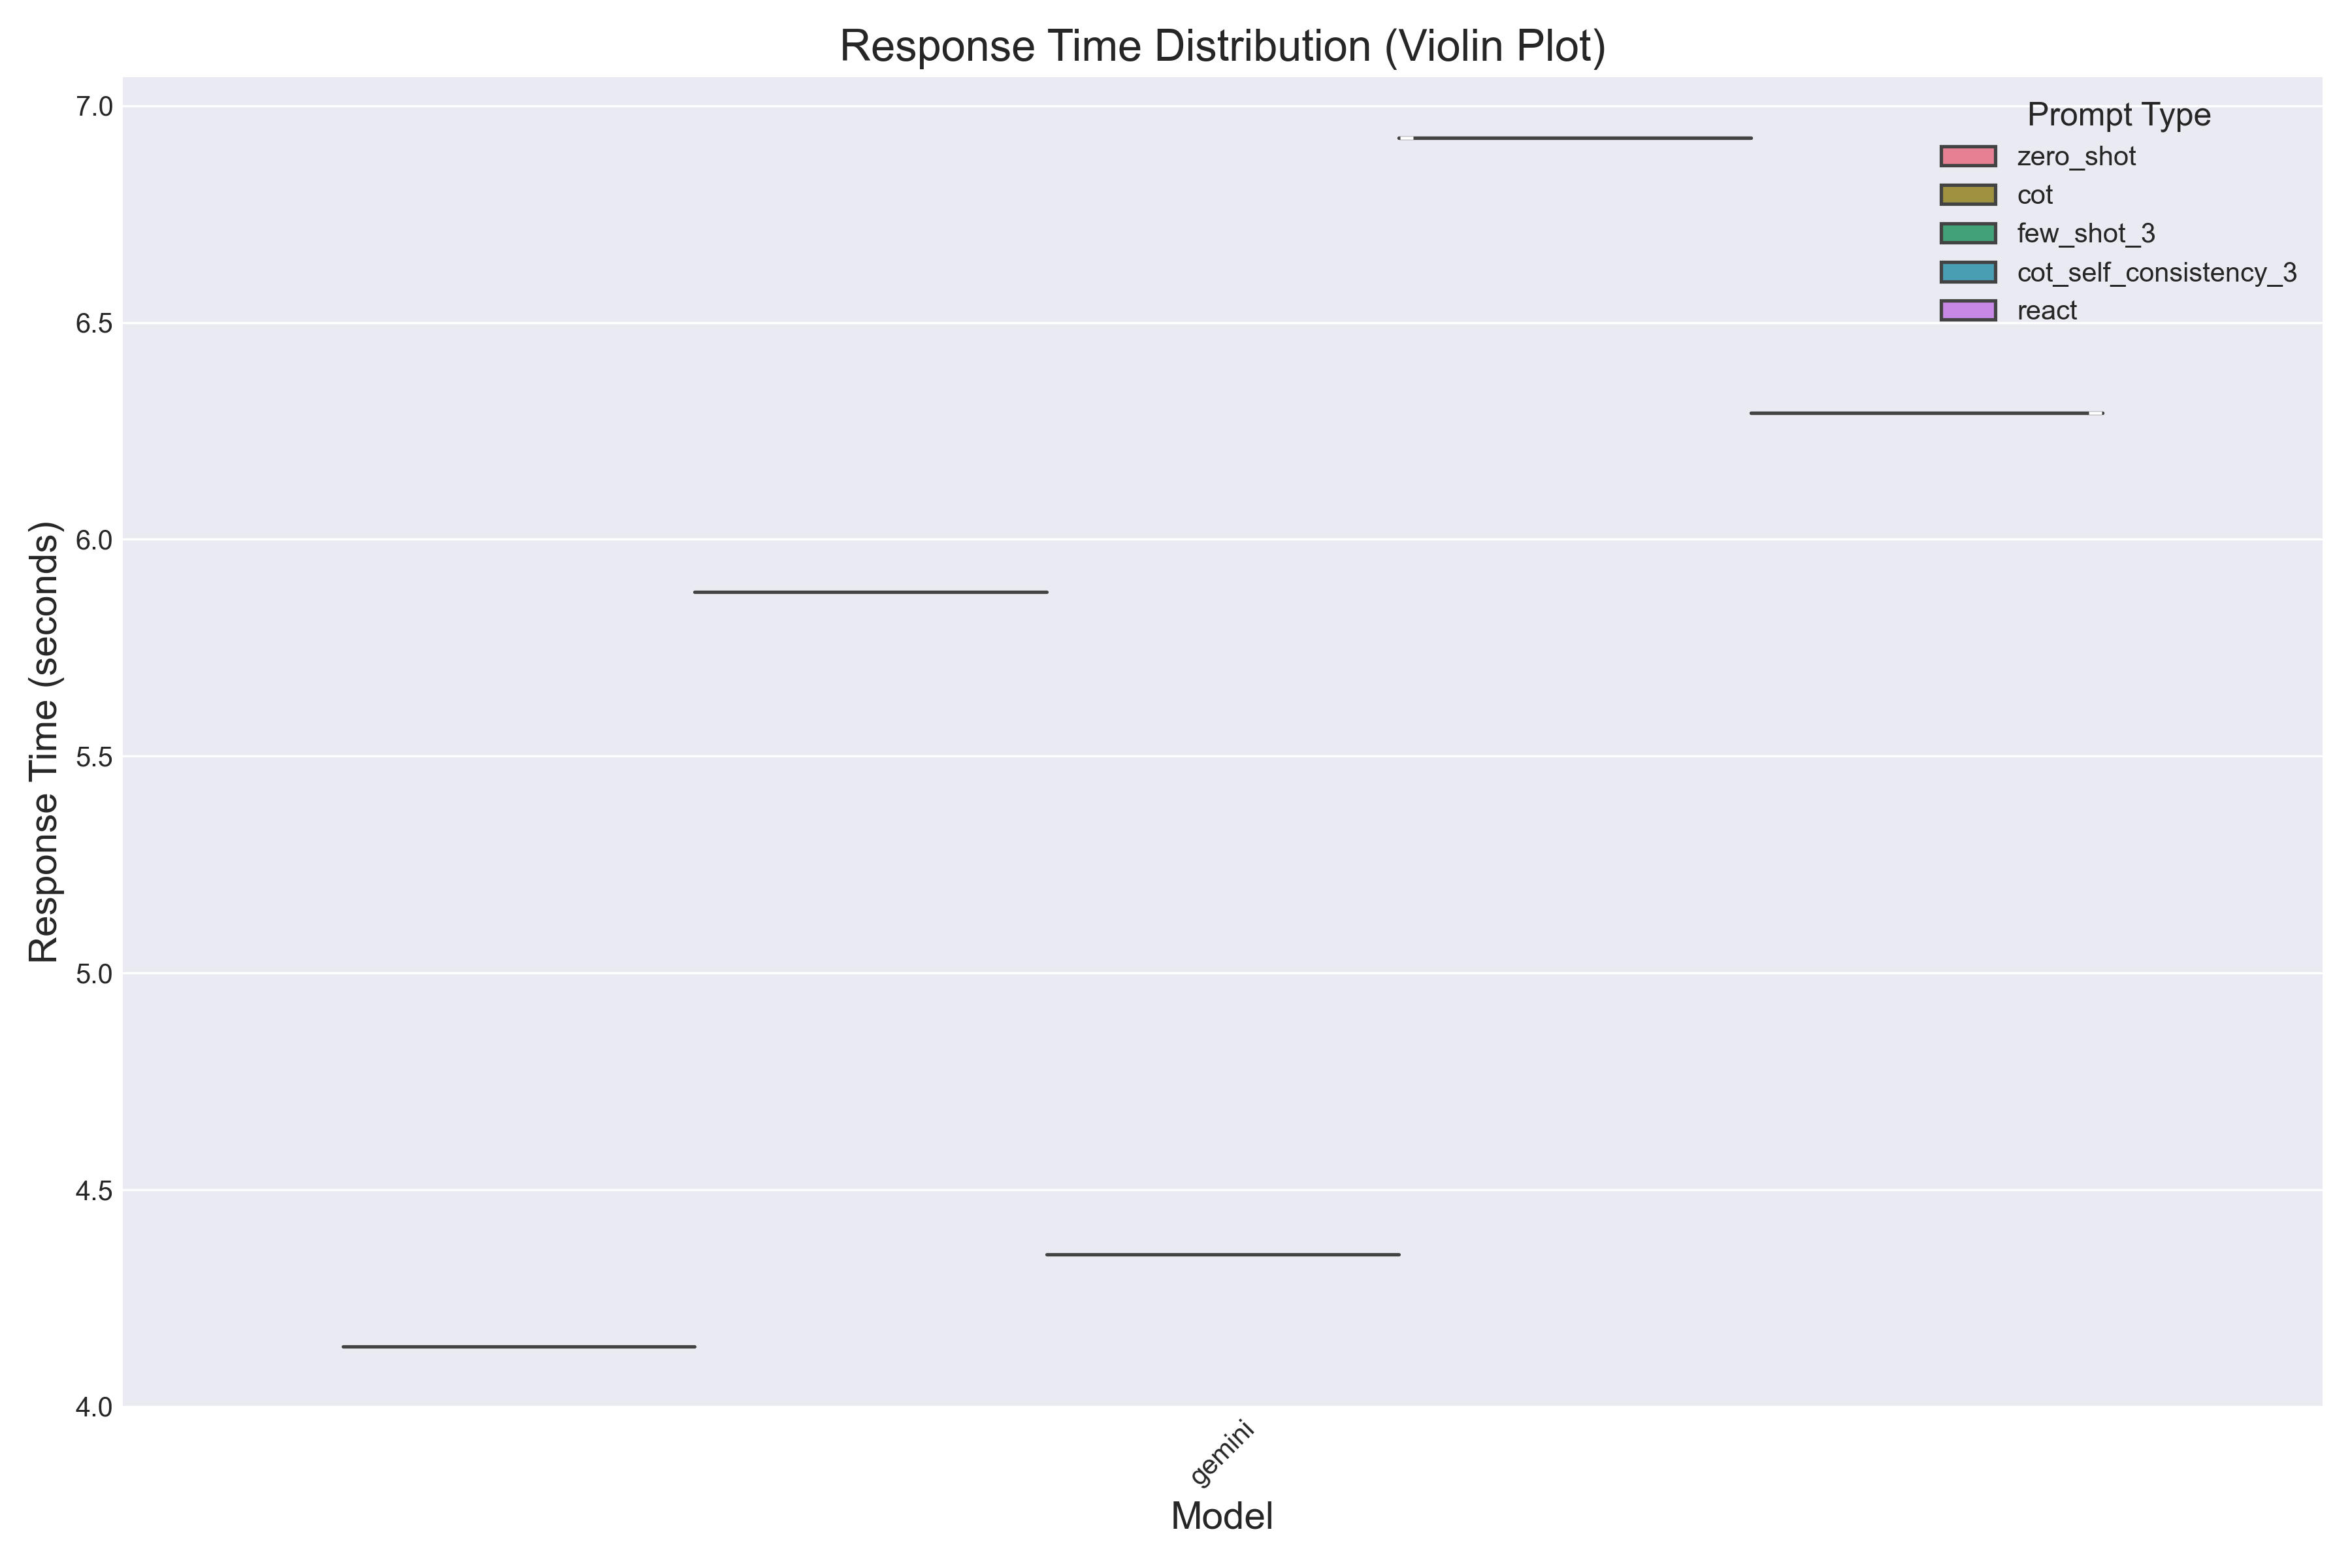 Response Time Distribution (Violin Plot)
Prompt Type
zero_shot
cot
few_shot_3
cot_self_consistency_3
react
Response Time (seconds)
7.0
6.5
6.0
5.5
5.0
4.5
4.0
gemini
Model